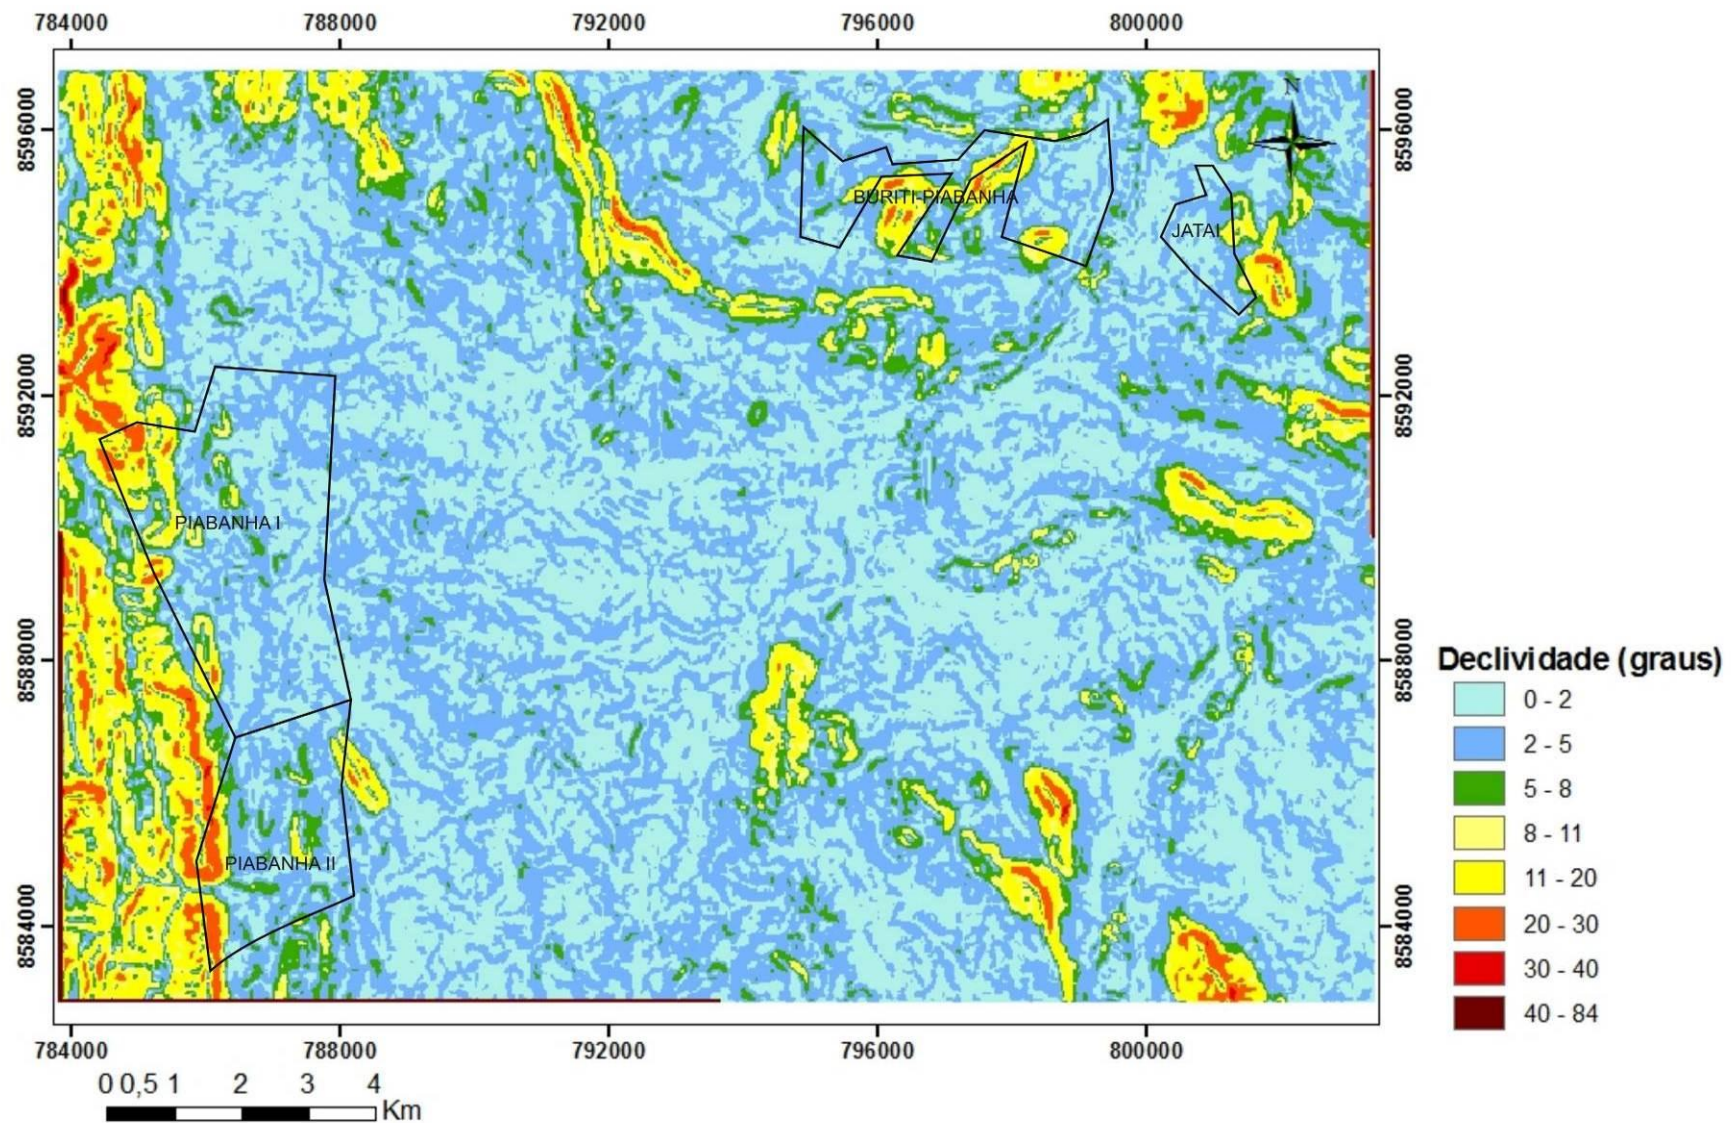 784000 788000 792000 796000 800000
8596000
8596000
N
BURITI-PIABANHA
JATAI
8592000
8592000
PIABANHA I
8588000
8588000
PIABANHA II
8584000
8584000
784000 788000 792000 796000 800000
0 0,5 1 2 3 4
Km
Declividade (graus)
0 - 2
2 - 5
5 - 8
8 - 11
11 - 20
20 - 30
30 - 40
40 - 84